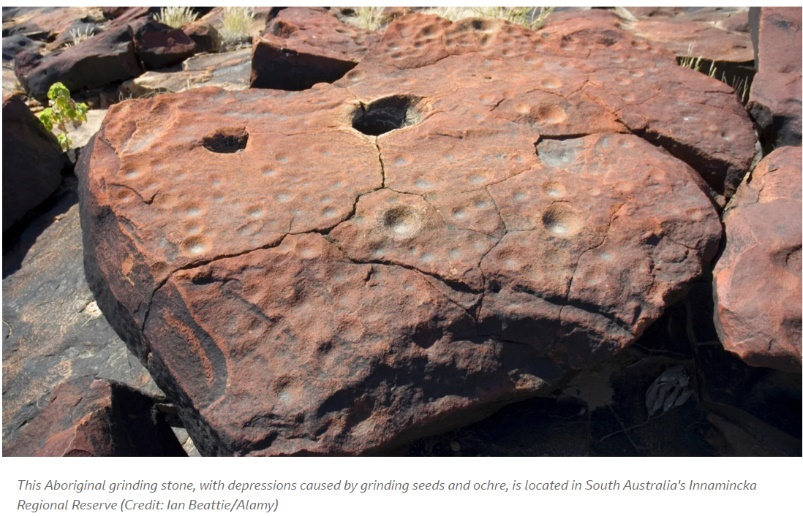 This Aboriginal grinding stone, with depressions caused by grinding seeds and ochre, is located in South Australia's Innamincka
Regional Reserve (Credit: Ian Beattie/Alamy)